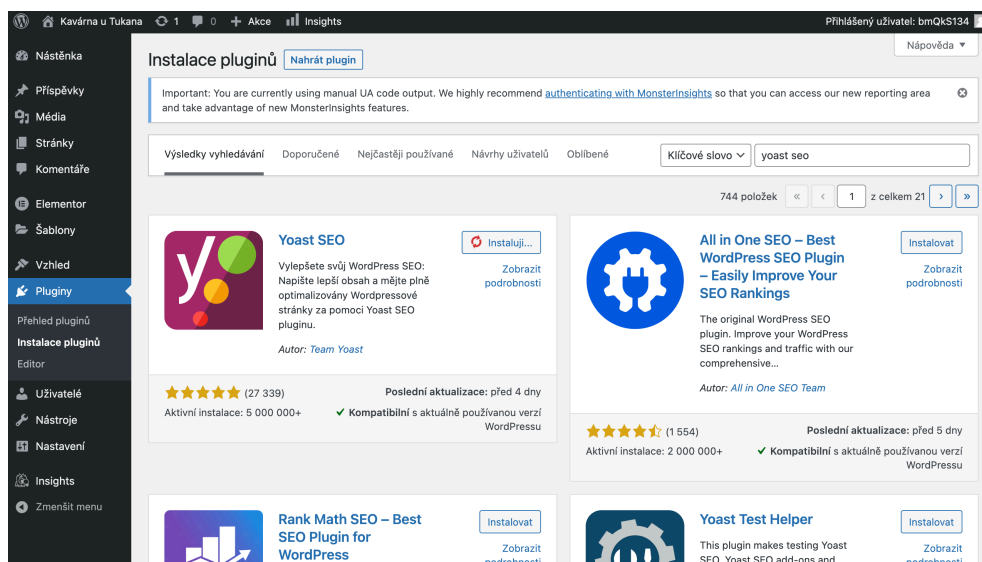 Kavárna u Tukana 1 0 + Akce Insights Přihlášený uživatel: bmQkS134
Nástěnka
Příspěvky
Média
Stránky
Komentáře
Elementor
Šablony
Vzhled
Pluginy
Přehled pluginů
Instalace pluginů
Editor
Uživatelé
Nástroje
Nastavení
Insights
Zmenšit menu
Nápověda ▼
Instalace pluginů Nahrát plugin
Important: You are currently using manual UA code output. We highly recommend authenticating with MonsterInsights so that you can access our new reporting area
and take advantage of new MonsterInsights features.
Výsledky vyhledávání Doporučené Nejčastěji používané Návrhy uživatelů Oblíbené Klíčové slovo yoast seo
744 položek « ‹ 1 z celkem 21 › »
Yoast SEO
Instaluji...
Zobrazit
podrobnosti
Vylepšete svůj WordPress SEO:
Napište lepší obsah a mějte plně
optimalizovány Wordpressové
stránky za pomoci Yoast SEO
pluginu.
Autor: Team Yoast
(27 339)
Aktivní instalace: 5 000 000+
Poslední aktualizace: před 4 dny
✔ Kompatibilní s aktuálně používanou verzí
WordPressu
All in One SEO – Best
WordPress SEO Plugin
– Easily Improve Your
SEO Rankings
Instalovat
Zobrazit
podrobnosti
The original WordPress SEO
plugin. Improve your WordPress
SEO rankings and traffic with our
comprehensive...
Autor: All in One SEO Team
(1 554)
Aktivní instalace: 2 000 000+
Poslední aktualizace: před 5 dny
✔ Kompatibilní s aktuálně používanou verzí
WordPressu
Rank Math SEO – Best
SEO Plugin for
WordPress
Instalovat
Zobrazit
podrobnosti
Yoast Test Helper
Instalovat
Zobrazit
podrobnosti
This plugin makes testing Yoast
SEO, Yoast SEO add-ons and